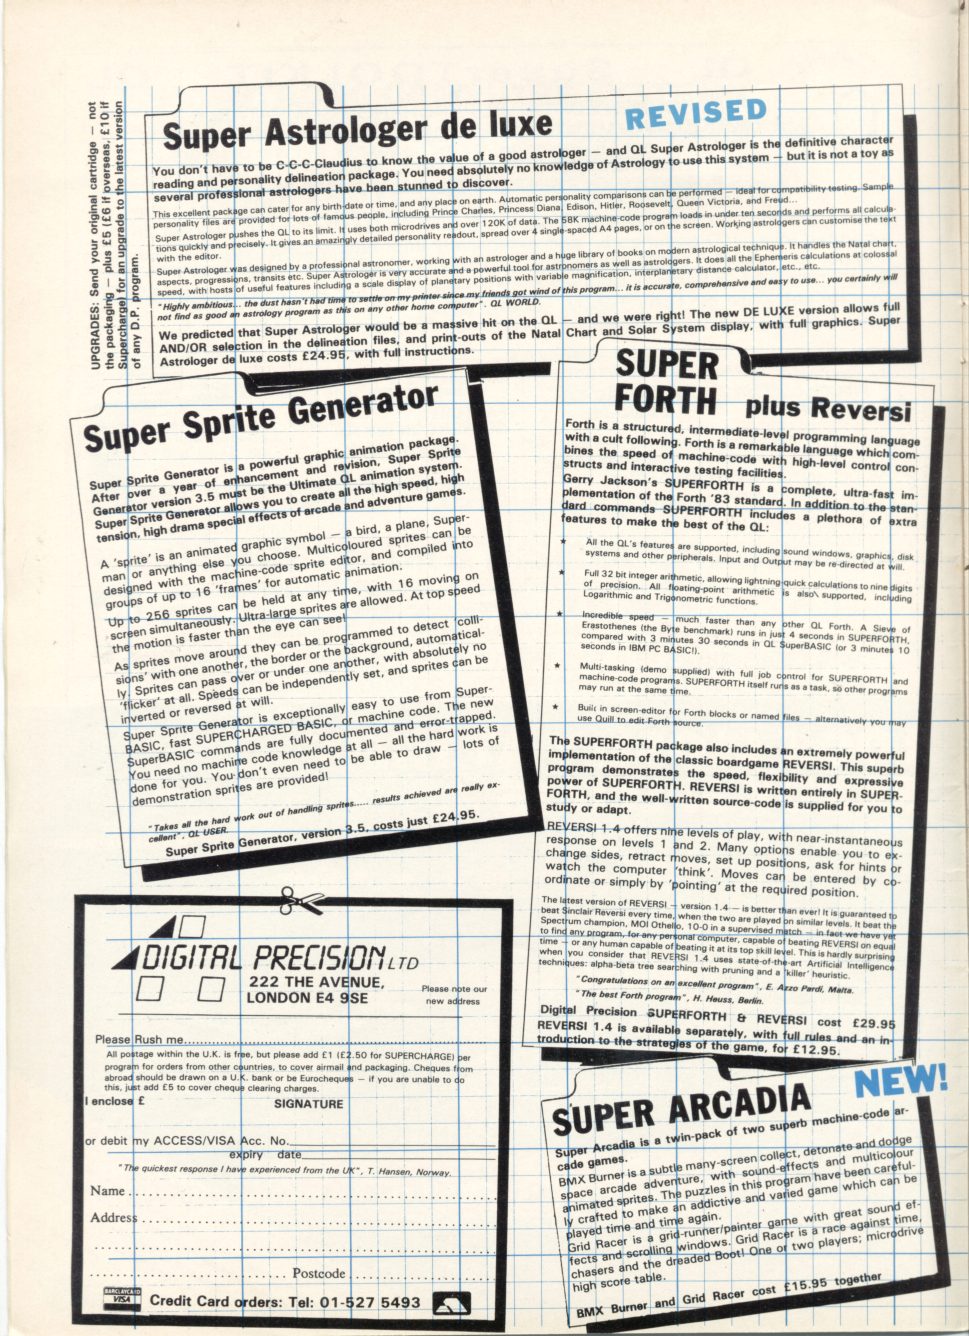 UPGRADES: Send your original cartridge — not
the packaging — plus £5 (£6 if overseas, £10 if
Supercharge) for an upgrade to the latest version
of any D.P. program.
Super Astrologer de luxe
REVISED
You don't have to be C-C-C-Claudius to know the value of a good astrologer — and QL Super Astrologer is the definitive character
reading and personality delineation package. You need absolutely no knowledge of Astrology to use this system — but it is not a toy as
several professional astrologers have been stunned to discover.
This excellent package can cater for any birth-date or time, and any place on earth. Automatic personality comparisons can be performed — ideal for compatibility testing. Sample
personality files are provided for lots of famous people, including Prince Charles, Princess Diana, Edison, Hitler, Roosevelt, Queen Victoria, and Freud...
Super Astrologer pushes the QL to its limit. It uses both microdrives and over 120K of data. The 58K machine-code program loads in under ten seconds and performs all calcula-
tions quickly and precisely. It gives an amazingly detailed personality readout, spread over 4 single-spaced A4 pages, or on the screen. Working astrologers can customise the text
with the editor.
Super Astrologer was designed by a professional astronomer, working with an astrologer and a huge library of books on modern astrological technique. It handles the Natal chart,
aspects, progressions, transits etc. Super Astrologer is very accurate and a powerful tool for astronomers as well as astrologers. It does all the Ephemeris calculations at colossal
speed, with hosts of useful features including a scale display of planetary positions with variable magnification, interplanetary distance calculator, etc., etc.
"Highly ambitious... the dust hasn't had time to settle on my printer since my friends got wind of this program... it is accurate, comprehensive and easy to use... you certainly will
not find as good an astrology program as this on any other home computer". QL WORLD.
We predicted that Super Astrologer would be a massive hit on the QL — and we were right! The new DE LUXE version allows full
AND/OR selection in the delineation files, and print-outs of the Natal Chart and Solar System display, with full graphics. Super
Astrologer de luxe costs £24.95, with full instructions.
Super Sprite Generator
Super Sprite Generator is a powerful graphic animation package.
After over a year of enhancement and revision, Super Sprite
Generator version 3.5 must be the Ultimate QL animation system.
Super Sprite Generator allows you to create all the high speed, high
tension, high drama special effects of arcade and adventure games.
A 'sprite' is an animated graphic symbol — a bird, a plane, Super-
man or anything else you choose. Multicoloured sprites can be
designed with the machine-code sprite editor, and compiled into
groups of up to 16 'frames' for automatic animation.
Up to 256 sprites can be held at any time, with 16 moving on
screen simultaneously. Ultra-large sprites are allowed. At top speed
the motion is faster than the eye can see!
As sprites move around they can be programmed to detect 'colli-
sions' with one another, the border or the background, automatical-
ly. Sprites can pass over or under one another, with absolutely no
'flicker' at all. Speeds can be independently set, and sprites can be
inverted or reversed at will.
Super Sprite Generator is exceptionally easy to use from Super-
BASIC, fast SUPERCHARGED BASIC, or machine code. The new
SuperBASIC commands are fully documented and error-trapped.
You need no machine code knowledge at all — all the hard work is
done for you. You don't even need to be able to draw — lots of
demonstration sprites are provided!
"Takes all the hard work out of handling sprites..... results achieved are really ex-
cellent", QL USER.
Super Sprite Generator, version 3.5, costs just £24.95.
SUPER
FORTH plus Reversi
Forth is a structured, intermediate-level programming language
with a cult following. Forth is a remarkable language which com-
bines the speed of machine-code with high-level control con-
structs and interactive testing facilities.
Gerry Jackson's SUPERFORTH is a complete, ultra-fast im-
plementation of the Forth '83 standard. In addition to the stan-
dard commands SUPERFORTH includes a plethora of extra
features to make the best of the QL:
* All the QL's features are supported, including sound windows, graphics, disk
systems and other peripherals. Input and Output may be re-directed at will.
* Full 32 bit integer arithmetic, allowing lightning-quick calculations to nine digits
of precision. All floating-point arithmetic is also supported, including
Logarithmic and Trigonometric functions.
* Incredible speed — much faster than any other QL Forth. A Sieve of
Erastothenes (the Byte benchmark) runs in just 4 seconds in SUPERFORTH,
compared with 3 minutes 30 seconds in QL SuperBASIC (or 3 minutes 10
seconds in IBM PC BASIC!).
* Multi-tasking (demo supplied) with full job control for SUPERFORTH and
machine-code programs. SUPERFORTH itself runs as a task, so other programs
may run at the same time.
* Built in screen-editor for Forth blocks or named files — alternatively you may
use Quill to edit Forth source.
The SUPERFORTH package also includes an extremely powerful
implementation of the classic boardgame REVERSI. This superb
program demonstrates the speed, flexibility and expressive
power of SUPERFORTH. REVERSI is written entirely in SUPER-
FORTH, and the well-written source-code is supplied for you to
study or adapt.
REVERSI 1.4 offers nine levels of play, with near-instantaneous
response on levels 1 and 2. Many options enable you to ex-
change sides, retract moves, set up positions, ask for hints or
watch the computer 'think'. Moves can be entered by co-
ordinate or simply by 'pointing' at the required position.
The latest version of REVERSI — version 1.4 — is better than ever! It is guaranteed to
beat Sinclair Reversi every time, when the two are played on similar levels. It beat the
Spectrum champion, MOI Othello, 10-0 in a supervised match — in fact we have yet
to find any program, for any personal computer, capable of beating REVERSI on equal
time — or any human capable of beating it at its top skill level. This is hardly surprising
when you consider that REVERSI 1.4 uses state-of-the-art Artificial Intelligence
techniques: alpha-beta tree searching with pruning and a 'killer' heuristic.
"Congratulations on an excellent program", E. Azzo Pardi, Malta.
"The best Forth program", H. Heuss, Berlin.
Digital Precision SUPERFORTH & REVERSI cost £29.95
REVERSI 1.4 is available separately, with full rules and an in-
troduction to the strategies of the game, for £12.95.
DIGITAL PRECISION LTD
222 THE AVENUE,
LONDON E4 9SE
Please note our
new address
Please Rush me
All postage within the U.K. is free, but please add £1 (£2.50 for SUPERCHARGE) per
program for orders from other countries, to cover airmail and packaging. Cheques from
abroad should be drawn on a U.K. bank or be Eurocheques — if you are unable to do
this, just add £5 to cover cheque clearing charges.
I enclose £ SIGNATURE
or debit my ACCESS/VISA Acc. No.
expiry date
"The quickest response I have experienced from the UK", T. Hansen, Norway.
Name
Address
Postcode
BARCLAYCARD
VISA
Credit Card orders: Tel: 01-527 5493
SUPER ARCADIA
NEW!
Super Arcadia is a twin-pack of two superb machine-code ar-
cade games.
BMX Burner is a subtle many-screen collect, detonate and dodge
space arcade adventure, with sound-effects and multicolour
animated sprites. The puzzles in this program have been careful-
ly crafted to make an addictive and varied game which can be
played time and time again.
Grid Racer is a grid-runner/painter game with great sound ef-
fects and scrolling windows. Grid Racer is a race against time,
chasers and the dreaded Boot! One or two players; microdrive
high score table.
BMX Burner and Grid Racer cost £15.95 together